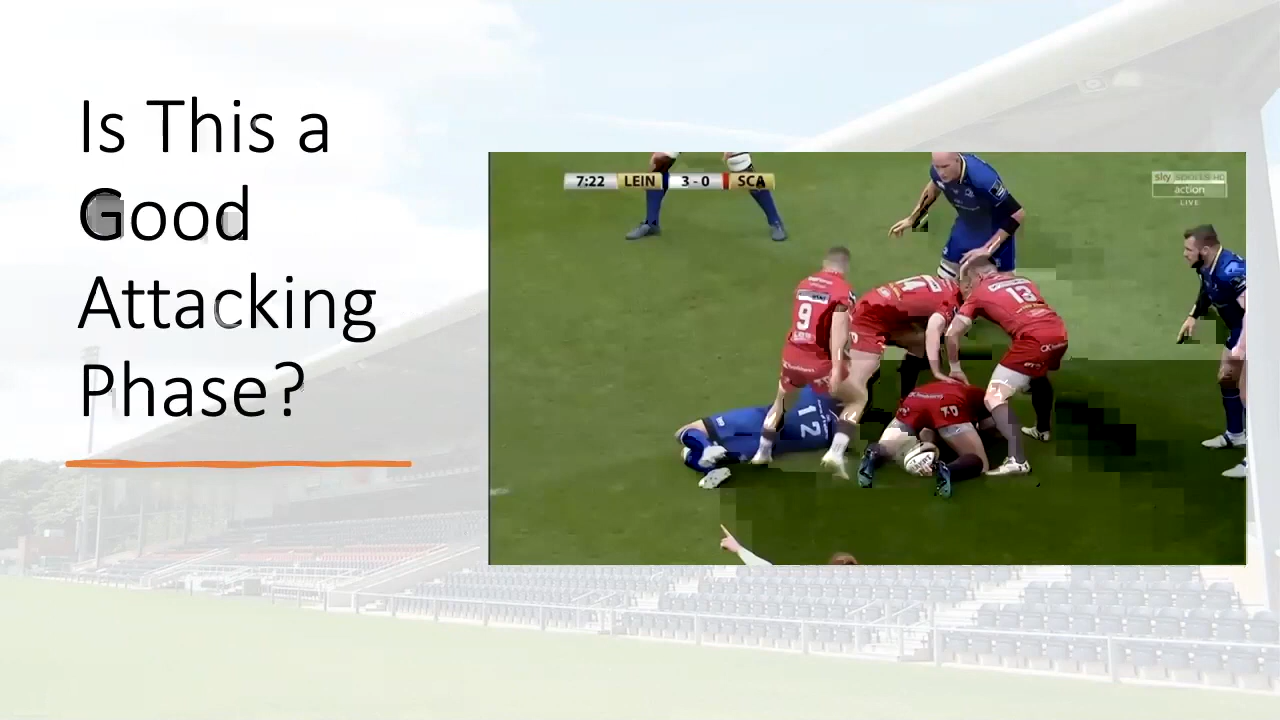 Is This a
Good
Attacking
Phase?
7:22 LEIN 3 - 0 SCA
sky sports HD
action
LIVE
9
4
13
12